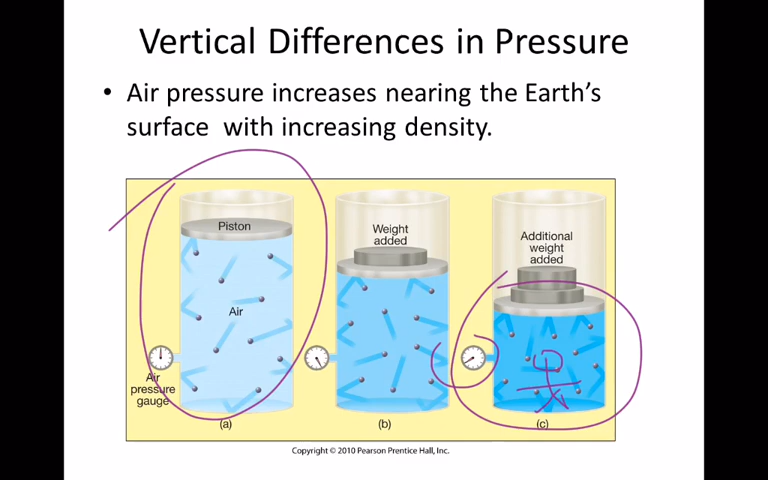 Vertical Differences in Pressure
• Air pressure increases nearing the Earth's
surface with increasing density.
Piston
Air
Air
pressure
gauge
(a)
Weight
added
(b)
Additional
weight
added
(c)
Copyright © 2010 Pearson Prentice Hall, Inc.